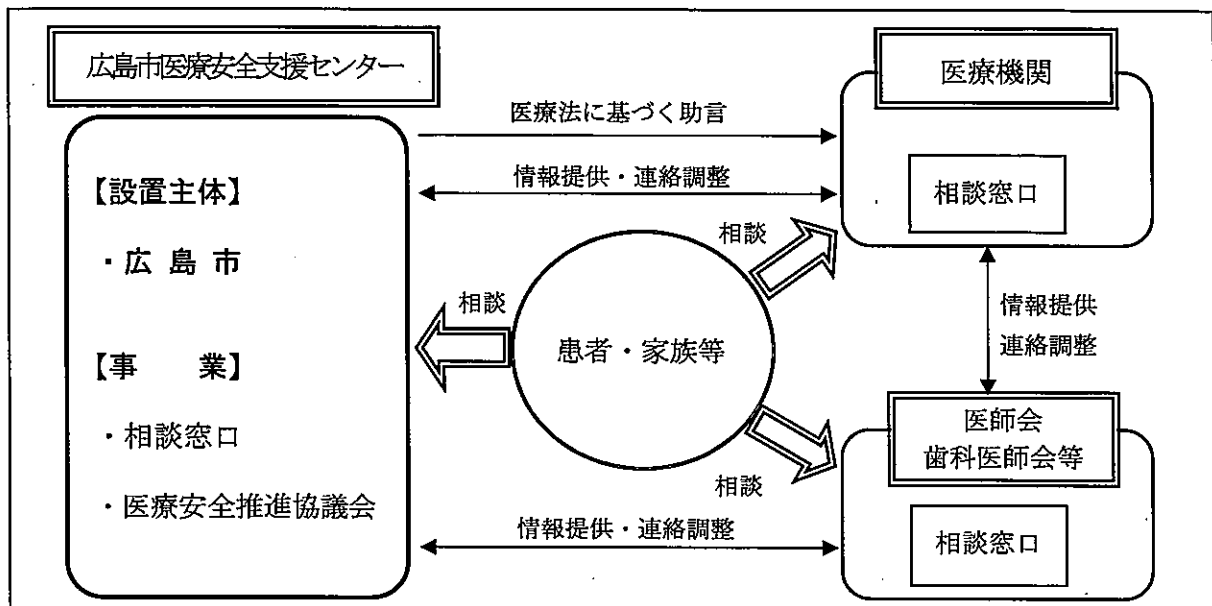 広島市医療安全支援センター
【設置主体】
・広 島 市
【事　　業】
・相談窓口
・医療安全推進協議会
医療法に基づく助言
情報提供・連絡調整
相談
相談
患者・家族等
相談
情報提供・連絡調整
医療機関
相談窓口
情報提供
連絡調整
医師会
歯科医師会等
相談窓口